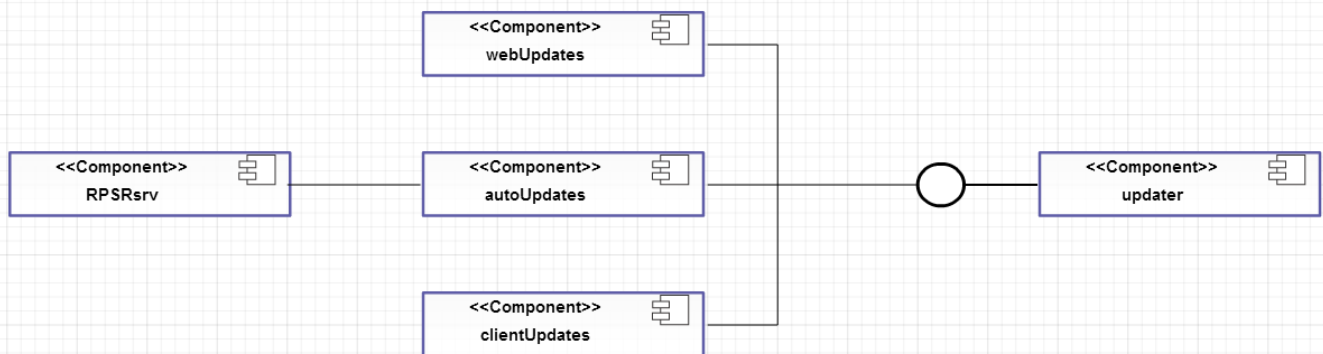 <<Component>>
webUpdates
<<Component>>
RPSRsrv
<<Component>>
autoUpdates
<<Component>>
updater
<<Component>>
clientUpdates